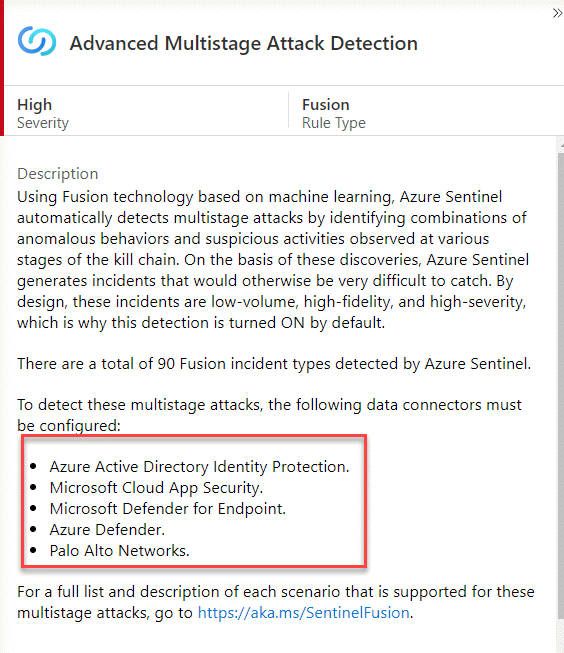 »
Advanced Multistage Attack Detection
High
Severity
Fusion
Rule Type
Description
Using Fusion technology based on machine learning, Azure Sentinel
automatically detects multistage attacks by identifying combinations of
anomalous behaviors and suspicious activities observed at various
stages of the kill chain. On the basis of these discoveries, Azure Sentinel
generates incidents that would otherwise be very difficult to catch. By
design, these incidents are low-volume, high-fidelity, and high-severity,
which is why this detection is turned ON by default.
There are a total of 90 Fusion incident types detected by Azure Sentinel.
To detect these multistage attacks, the following data connectors must
be configured:
• Azure Active Directory Identity Protection.
• Microsoft Cloud App Security.
• Microsoft Defender for Endpoint.
• Azure Defender.
• Palo Alto Networks.
For a full list and description of each scenario that is supported for these
multistage attacks, go to https://aka.ms/SentinelFusion.